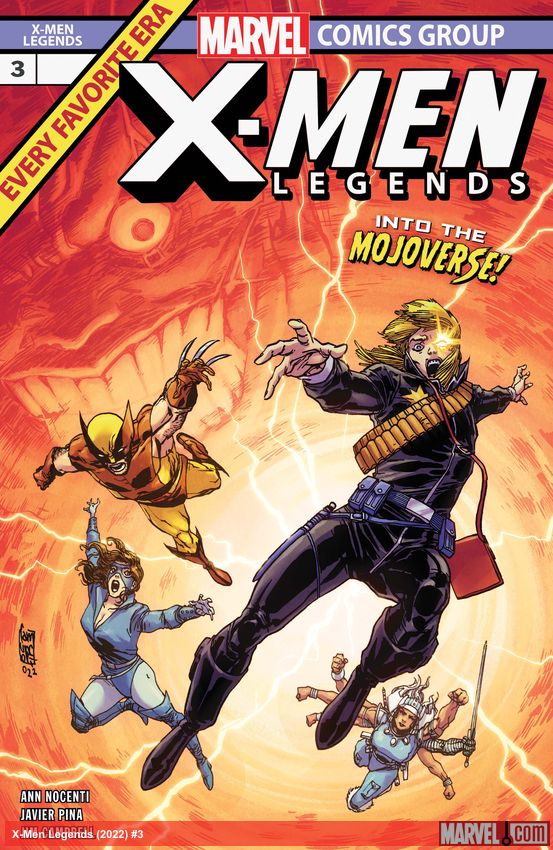 X-MEN
LEGENDS
3
EVERY FAVORITE ERA
MARVEL COMICS GROUP
X-MEN
LEGENDS
INTO THE
MOJOVERSE!
ANN NOCENTI
JAVIER PINA
X-Men Legends (2022) #3
MARVEL.com